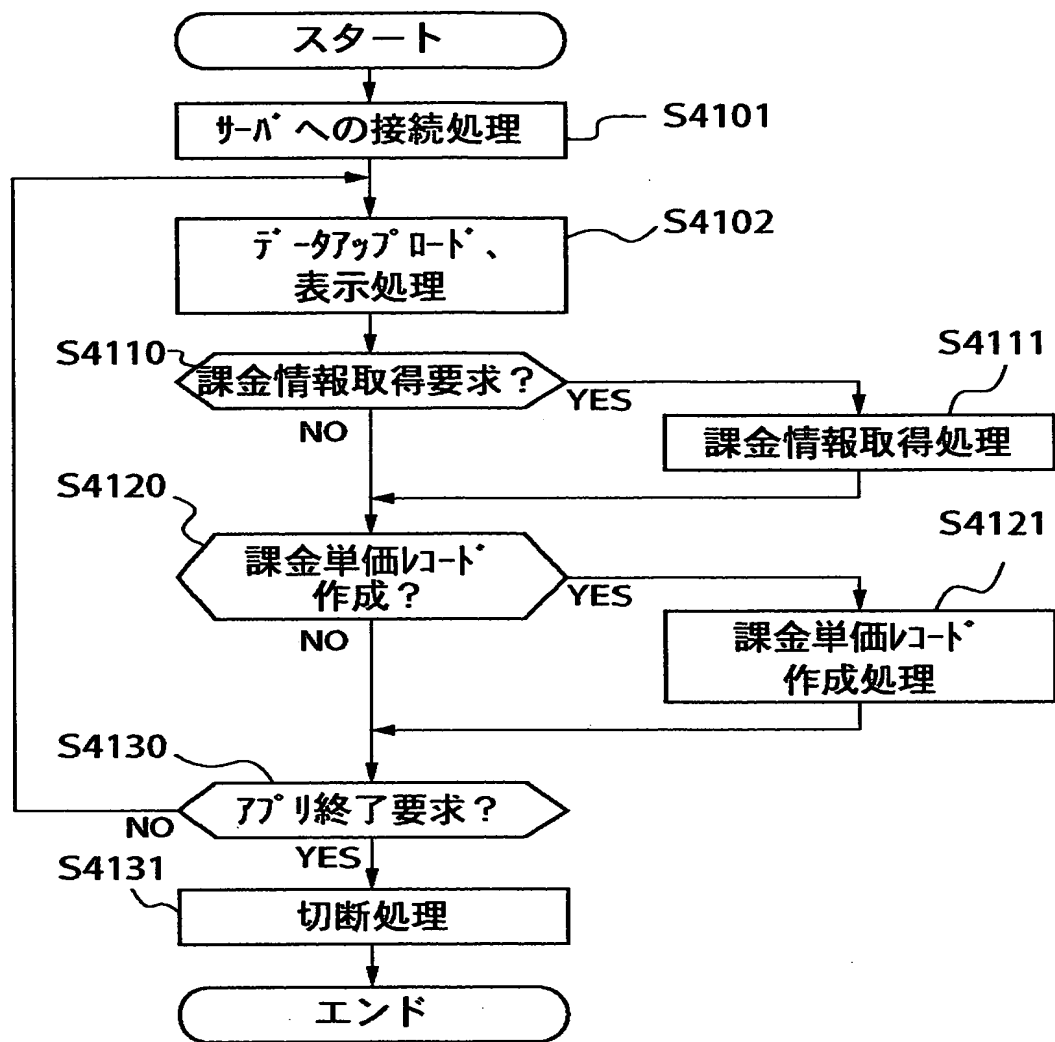 スタート
ｻｰﾊﾞへの接続処理
S4101
ﾃﾞｰﾀｱｯﾌﾟﾛｰﾄﾞ、
表示処理
S4102
S4110
課金情報取得要求？
YES
NO
S4111
課金情報取得処理
S4120
課金単価ﾚｺｰﾄﾞ
作成？
YES
NO
S4121
課金単価ﾚｺｰﾄﾞ
作成処理
S4130
ｱﾌﾟﾘ終了要求？
NO
YES
S4131
切断処理
エンド